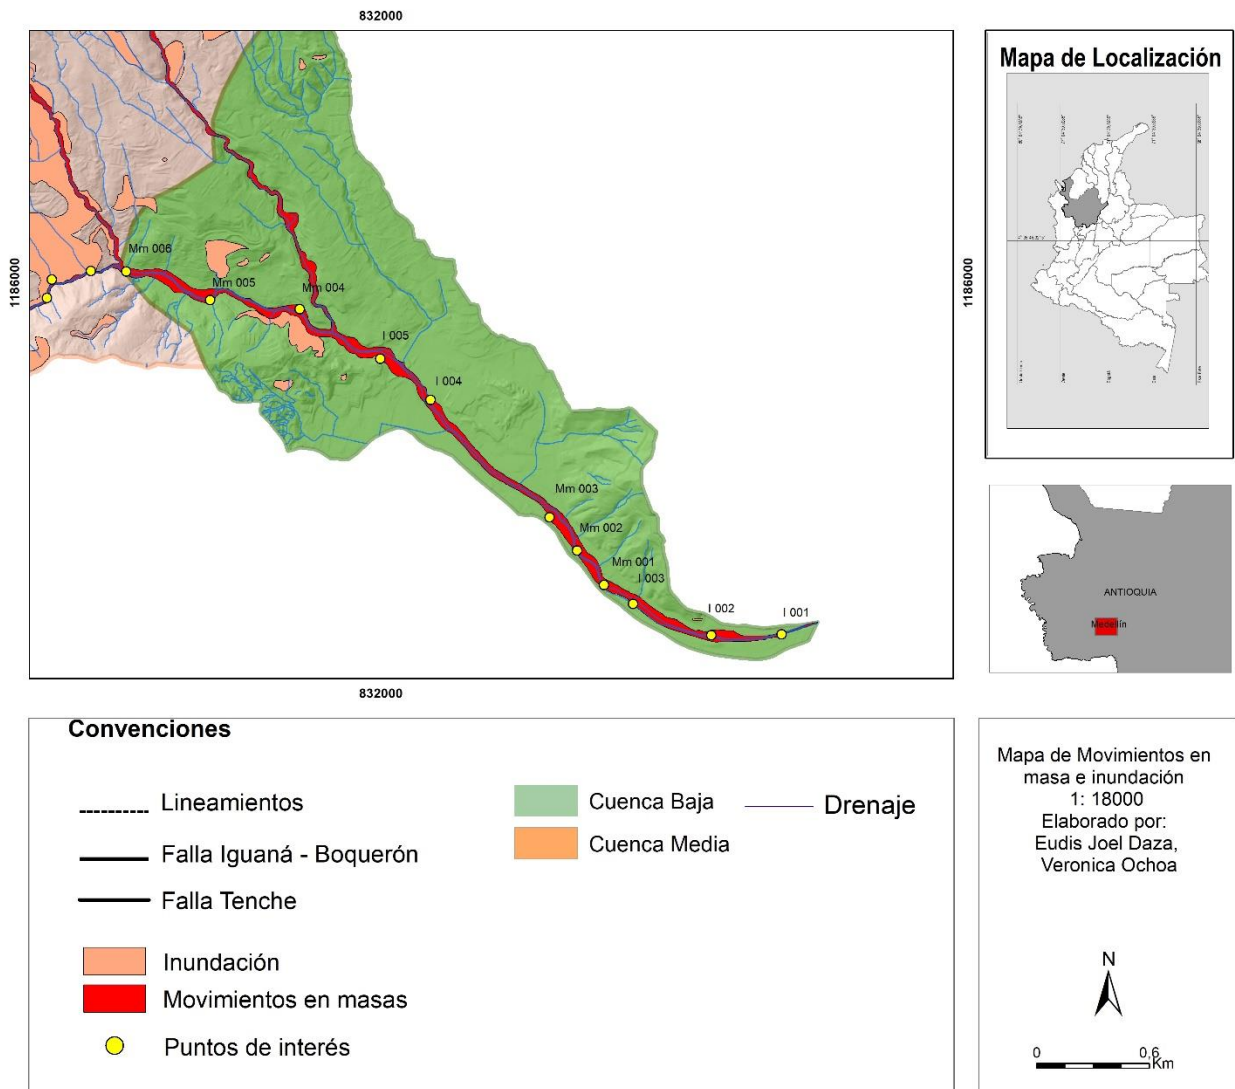 832000
Mapa de Localización
1186000
Mm 006
Mm 005
Mm 004
I 005
I 004
Mm 003
Mm 002
Mm 001
I 003
I 002
I 001
1186000
832000
ANTIOQUIA
Medellín
Convenciones
Lineamientos
Falla Iguaná - Boquerón
Falla Tenche
Inundación
Movimientos en masas
Puntos de interés
Cuenca Baja
Cuenca Media
Drenaje
Mapa de Movimientos en
masa e inundación
1: 18000
Elaborado por:
Eudis Joel Daza,
Veronica Ochoa
N
0
0,6
Km